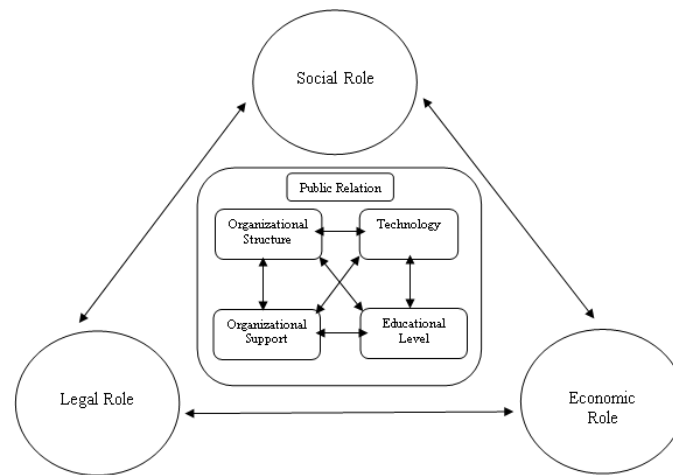 Social Role
Public Relation
Organizational
Structure
Technology
Organizational
Support
Educational
Level
Legal Role
Economic
Role